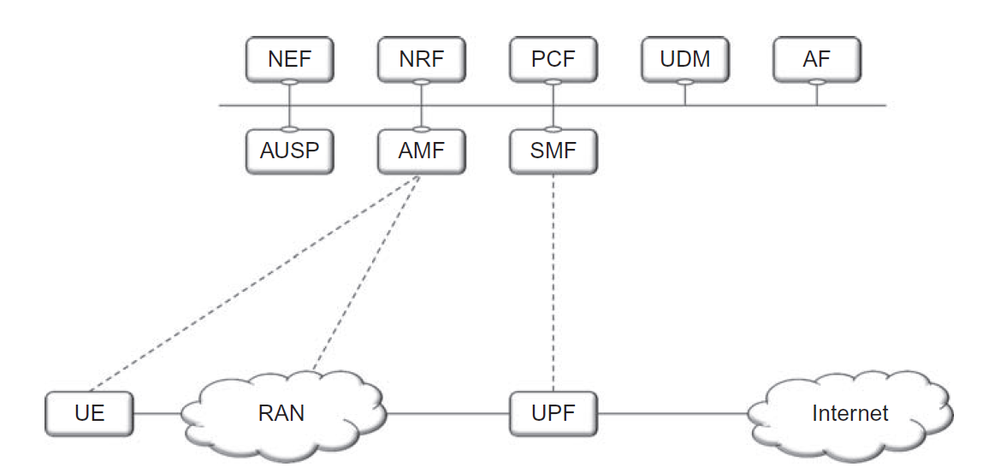 NEF NRF PCF UDM AF
AUSP AMF SMF
UE RAN UPF Internet